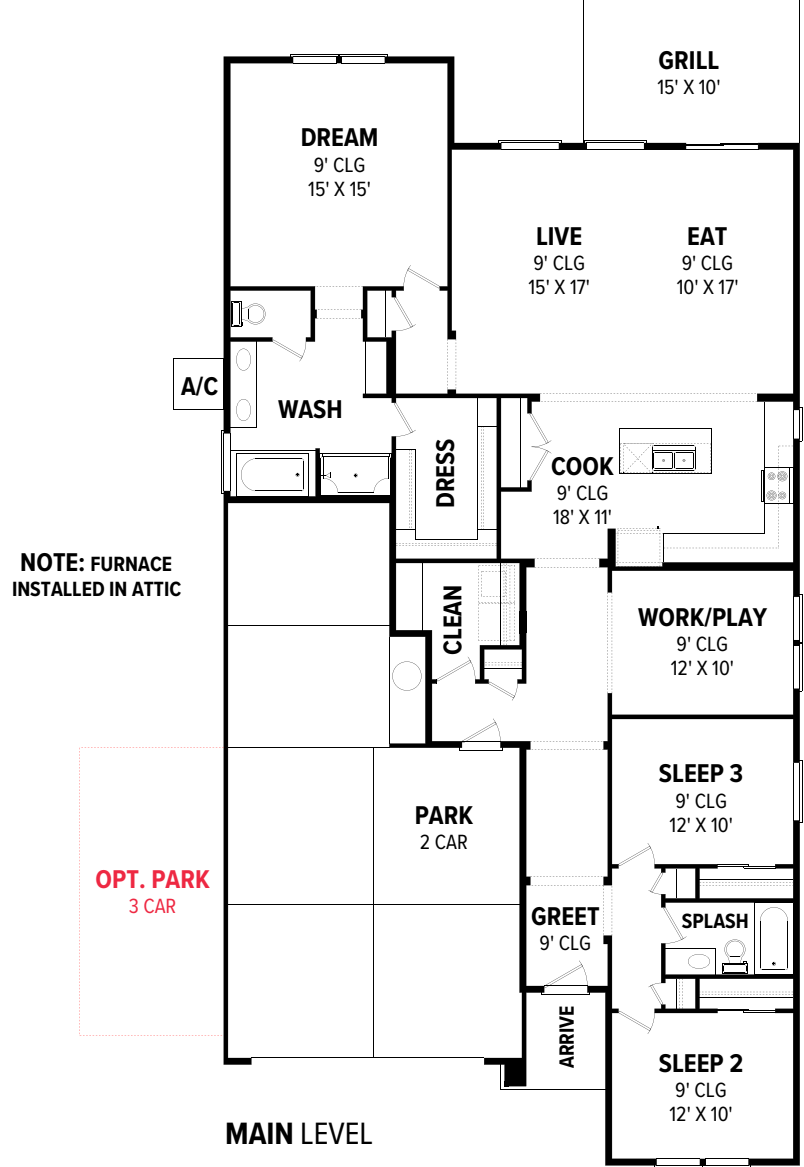 GRILL
15' X 10'
DREAM
9' CLG
15' X 15'
LIVE
9' CLG
15' X 17'
EAT
9' CLG
10' X 17'
A/C
WASH
DRESS
COOK
9' CLG
18' X 11'
NOTE: FURNACE
INSTALLED IN ATTIC
CLEAN
WORK/PLAY
9' CLG
12' X 10'
SLEEP 3
9' CLG
12' X 10'
PARK
2 CAR
OPT. PARK
3 CAR
GREET
9' CLG
SPLASH
ARRIVE
SLEEP 2
9' CLG
12' X 10'
MAIN LEVEL